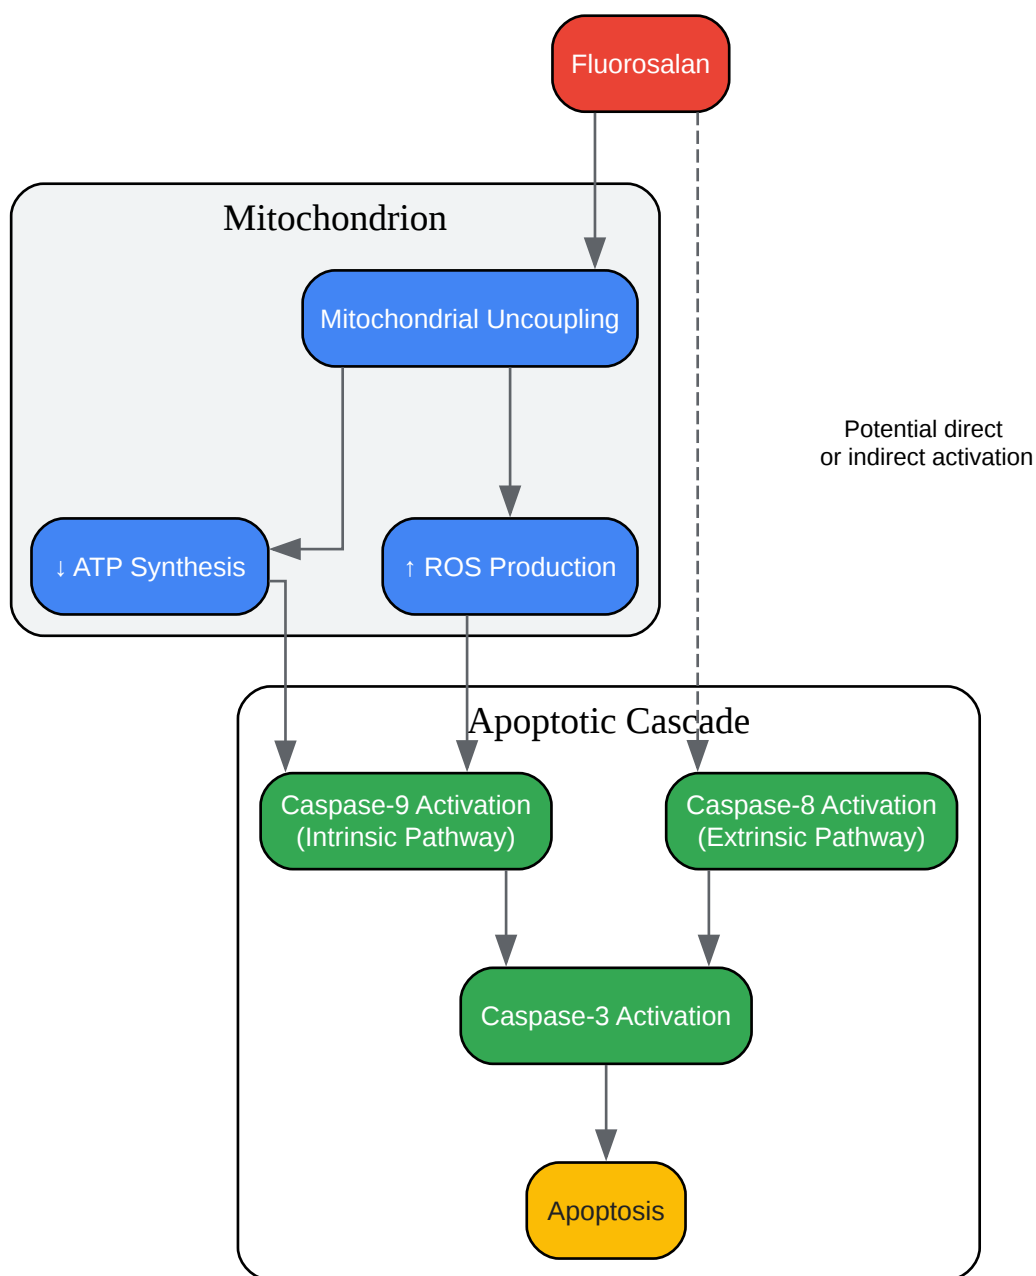 Fluorosalan
Mitochondrion
Mitochondrial Uncoupling
Potential direct
or indirect activation
↓ ATP Synthesis
↑ ROS Production
Apoptotic Cascade
Caspase-9 Activation
(Intrinsic Pathway)
Caspase-8 Activation
(Extrinsic Pathway)
Caspase-3 Activation
Apoptosis